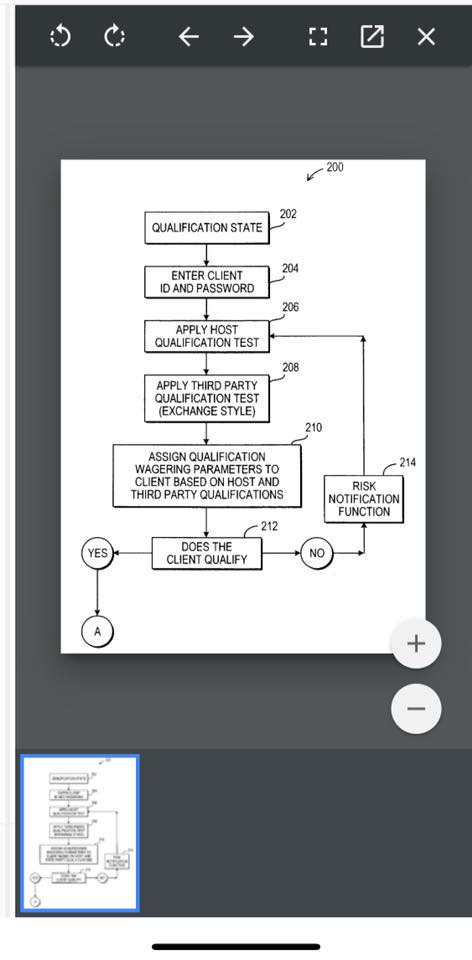 200
QUALIFICATION STATE
202
ENTER CLIENT
ID AND PASSWORD
204
APPLY HOST
QUALIFICATION TEST
206
APPLY THIRD PARTY
QUALIFICATION TEST
(EXCHANGE STYLE)
208
ASSIGN QUALIFICATION
WAGERING PARAMETERS TO
CLIENT BASED ON HOST AND
THIRD PARTY QUALIFICATIONS
210
RISK
NOTIFICATION
FUNCTION
214
DOES THE
CLIENT QUALIFY
212
YES
NO
A